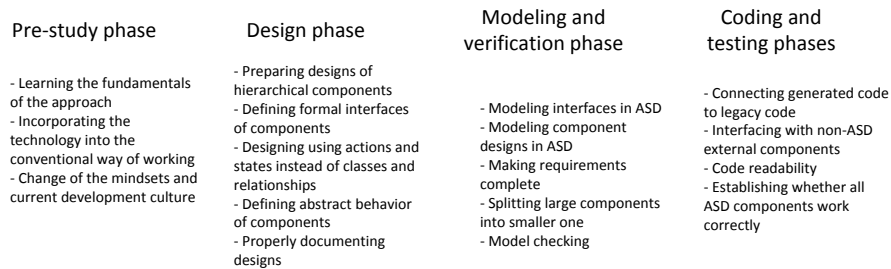 Pre-study phase
- Learning the fundamentals
of the approach
- Incorporating the
technology into the
conventional way of working
- Change of the mindsets and
current development culture
Design phase
- Preparing designs of
hierarchical components
- Defining formal interfaces
of components
- Designing using actions and
states instead of classes and
relationships
- Defining abstract behavior
of components
- Properly documenting
designs
Modeling and
verification phase
- Modeling interfaces in ASD
- Modeling component
designs in ASD
- Making requirements
complete
- Splitting large components
into smaller one
- Model checking
Coding and
testing phases
- Connecting generated code
to legacy code
- Interfacing with non-ASD
external components
- Code readability
- Establishing whether all
ASD components work
correctly